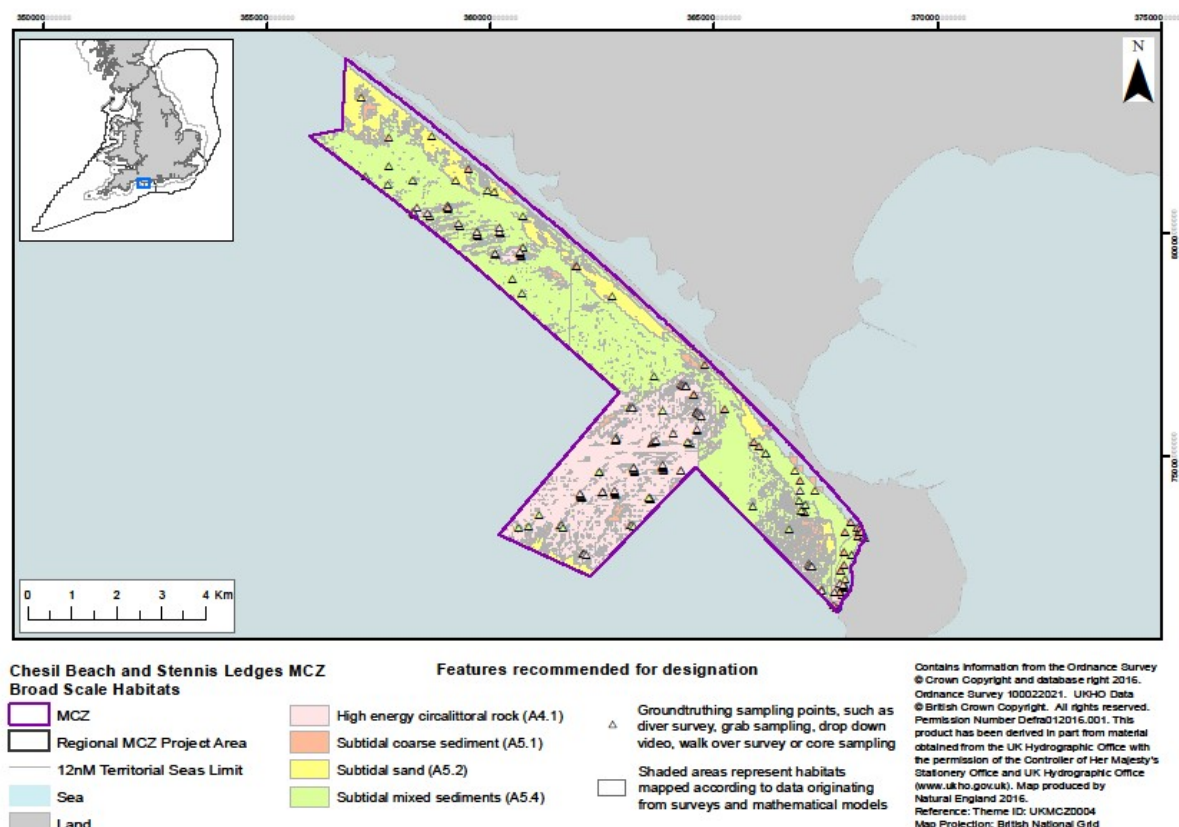 350000
355000
360000
365000
370000
375000
N
80000
75000
0 1 2 3 4 Km
Chesil Beach and Stennis Ledges MCZ
Broad Scale Habitats
MCZ
Regional MCZ Project Area
12nM Territorial Seas Limit
Sea
Land
Features recommended for designation
High energy circalittoral rock (A4.1)
Subtidal coarse sediment (A5.1)
Subtidal sand (A5.2)
Subtidal mixed sediments (A5.4)
Groundtruthing sampling points, such as
diver survey, grab sampling, drop down
video, walk over survey or core sampling
Shaded areas represent habitats
mapped according to data originating
from surveys and mathematical models
Contains information from the Ordnance Survey
© Crown Copyright and database right 2016.
Ordnance Survey 100022021. UKHO Data
© British Crown Copyright. All rights reserved.
Permission Number Defra012016.001. This
product has been derived in part from material
obtained from the UK Hydrographic Office with
the permission of the Controller of Her Majesty's
Stationery Office and UK Hydrographic Office
(www.ukho.gov.uk). Map produced by
Natural England 2016.
Reference: Theme ID: UKMCZ0004
Map Projection: British National Grid